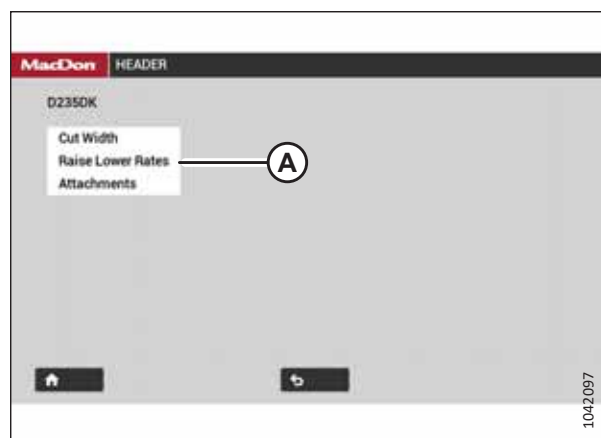 MacDon HEADER
D235DK
Cut Width
Raise Lower Rates
A
Attachments
1042097